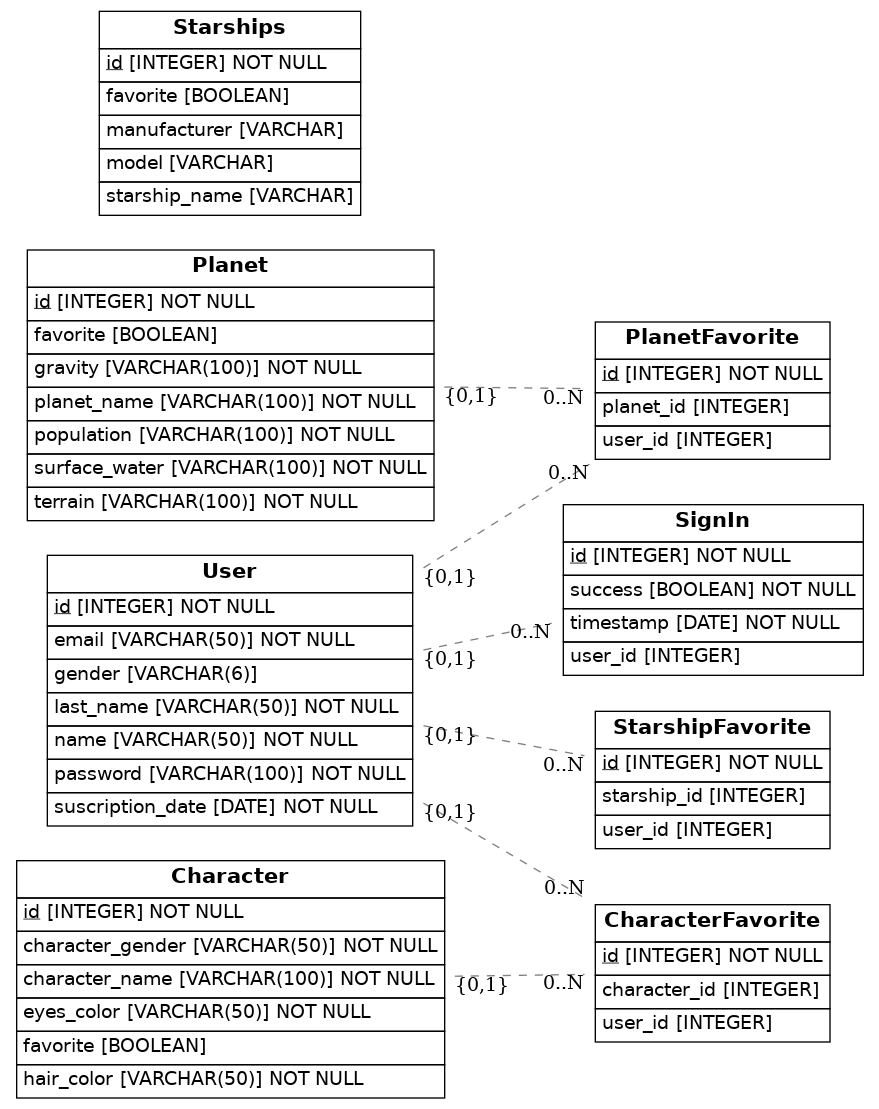 Starships
id [INTEGER] NOT NULL
favorite [BOOLEAN]
manufacturer [VARCHAR]
model [VARCHAR]
starship_name [VARCHAR]
Planet
id [INTEGER] NOT NULL
favorite [BOOLEAN]
gravity [VARCHAR(100)] NOT NULL
planet_name [VARCHAR(100)] NOT NULL
population [VARCHAR(100)] NOT NULL
surface_water [VARCHAR(100)] NOT NULL
terrain [VARCHAR(100)] NOT NULL
{0,1}
0..N
PlanetFavorite
id [INTEGER] NOT NULL
planet_id [INTEGER]
user_id [INTEGER]
0..N
{0,1}
User
id [INTEGER] NOT NULL
email [VARCHAR(50)] NOT NULL
gender [VARCHAR(6)]
last_name [VARCHAR(50)] NOT NULL
name [VARCHAR(50)] NOT NULL
password [VARCHAR(100)] NOT NULL
suscription_date [DATE] NOT NULL
SignIn
id [INTEGER] NOT NULL
success [BOOLEAN] NOT NULL
timestamp [DATE] NOT NULL
user_id [INTEGER]
0..N
{0,1}
{0,1}
0..N
StarshipFavorite
id [INTEGER] NOT NULL
starship_id [INTEGER]
user_id [INTEGER]
{0,1}
0..N
Character
id [INTEGER] NOT NULL
character_gender [VARCHAR(50)] NOT NULL
character_name [VARCHAR(100)] NOT NULL
eyes_color [VARCHAR(50)] NOT NULL
favorite [BOOLEAN]
hair_color [VARCHAR(50)] NOT NULL
{0,1}
0..N
CharacterFavorite
id [INTEGER] NOT NULL
character_id [INTEGER]
user_id [INTEGER]